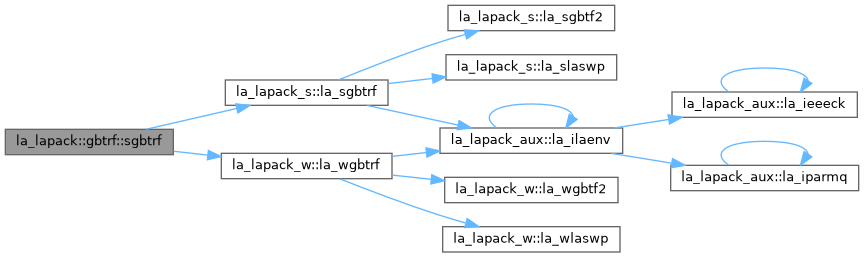 la_lapack::gbtrf::sgbtrf
la_lapack_s::la_sgbtrf
la_lapack_w::la_wgbtrf
la_lapack_s::la_sgbtf2
la_lapack_s::la_slaswp
la_lapack_aux::la_ilaenv
la_lapack_w::la_wgbtf2
la_lapack_w::la_wlaswp
la_lapack_aux::la_ieeeck
la_lapack_aux::la_iparmq